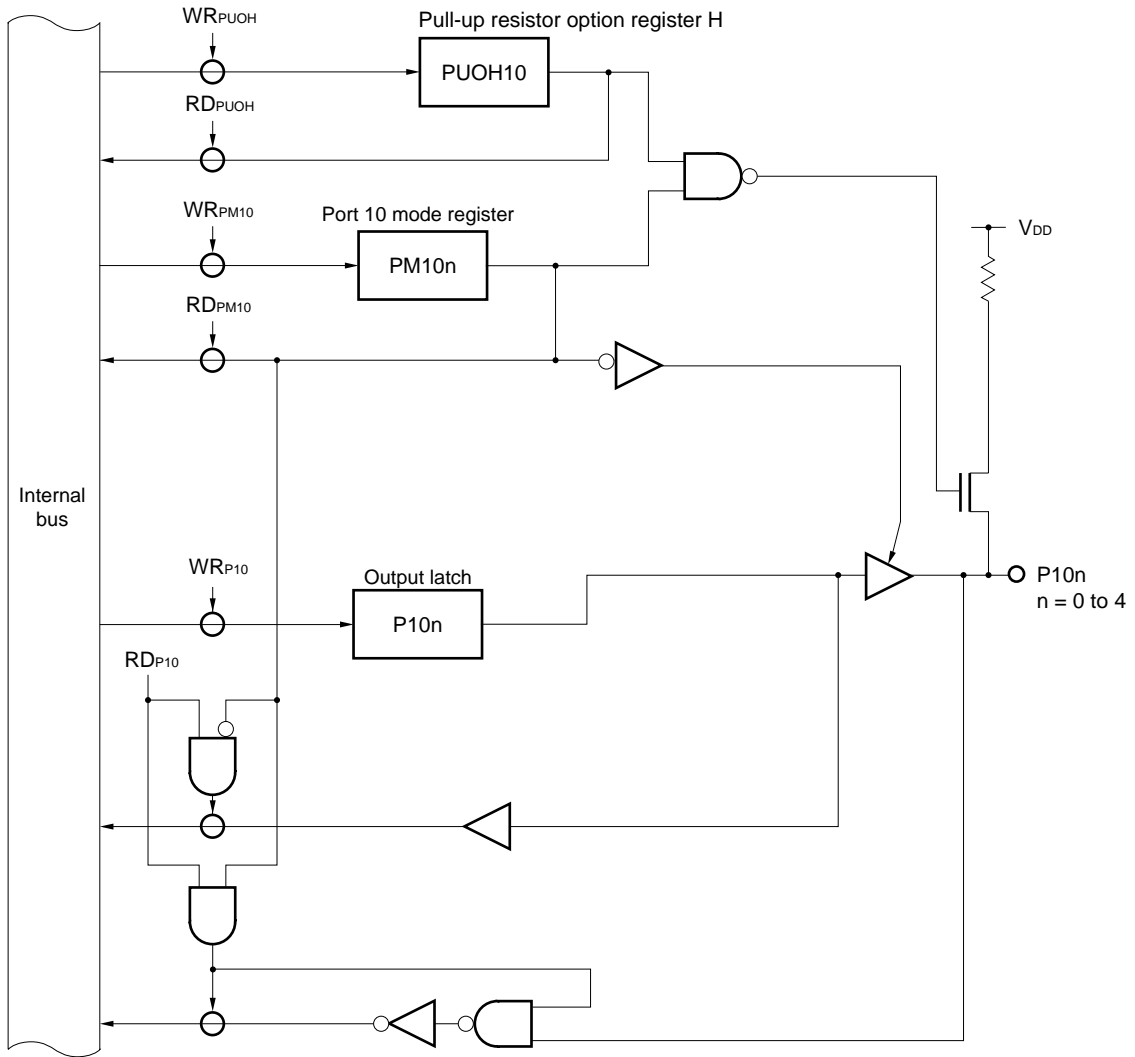 WRPUOH
Pull-up resistor option register H
PUOH10
RDPUOH
WRPM10
Port 10 mode register
PM10n
RDPM10
VDD
Internal
bus
WRP10
Output latch
P10n
P10n
n = 0 to 4
RDP10